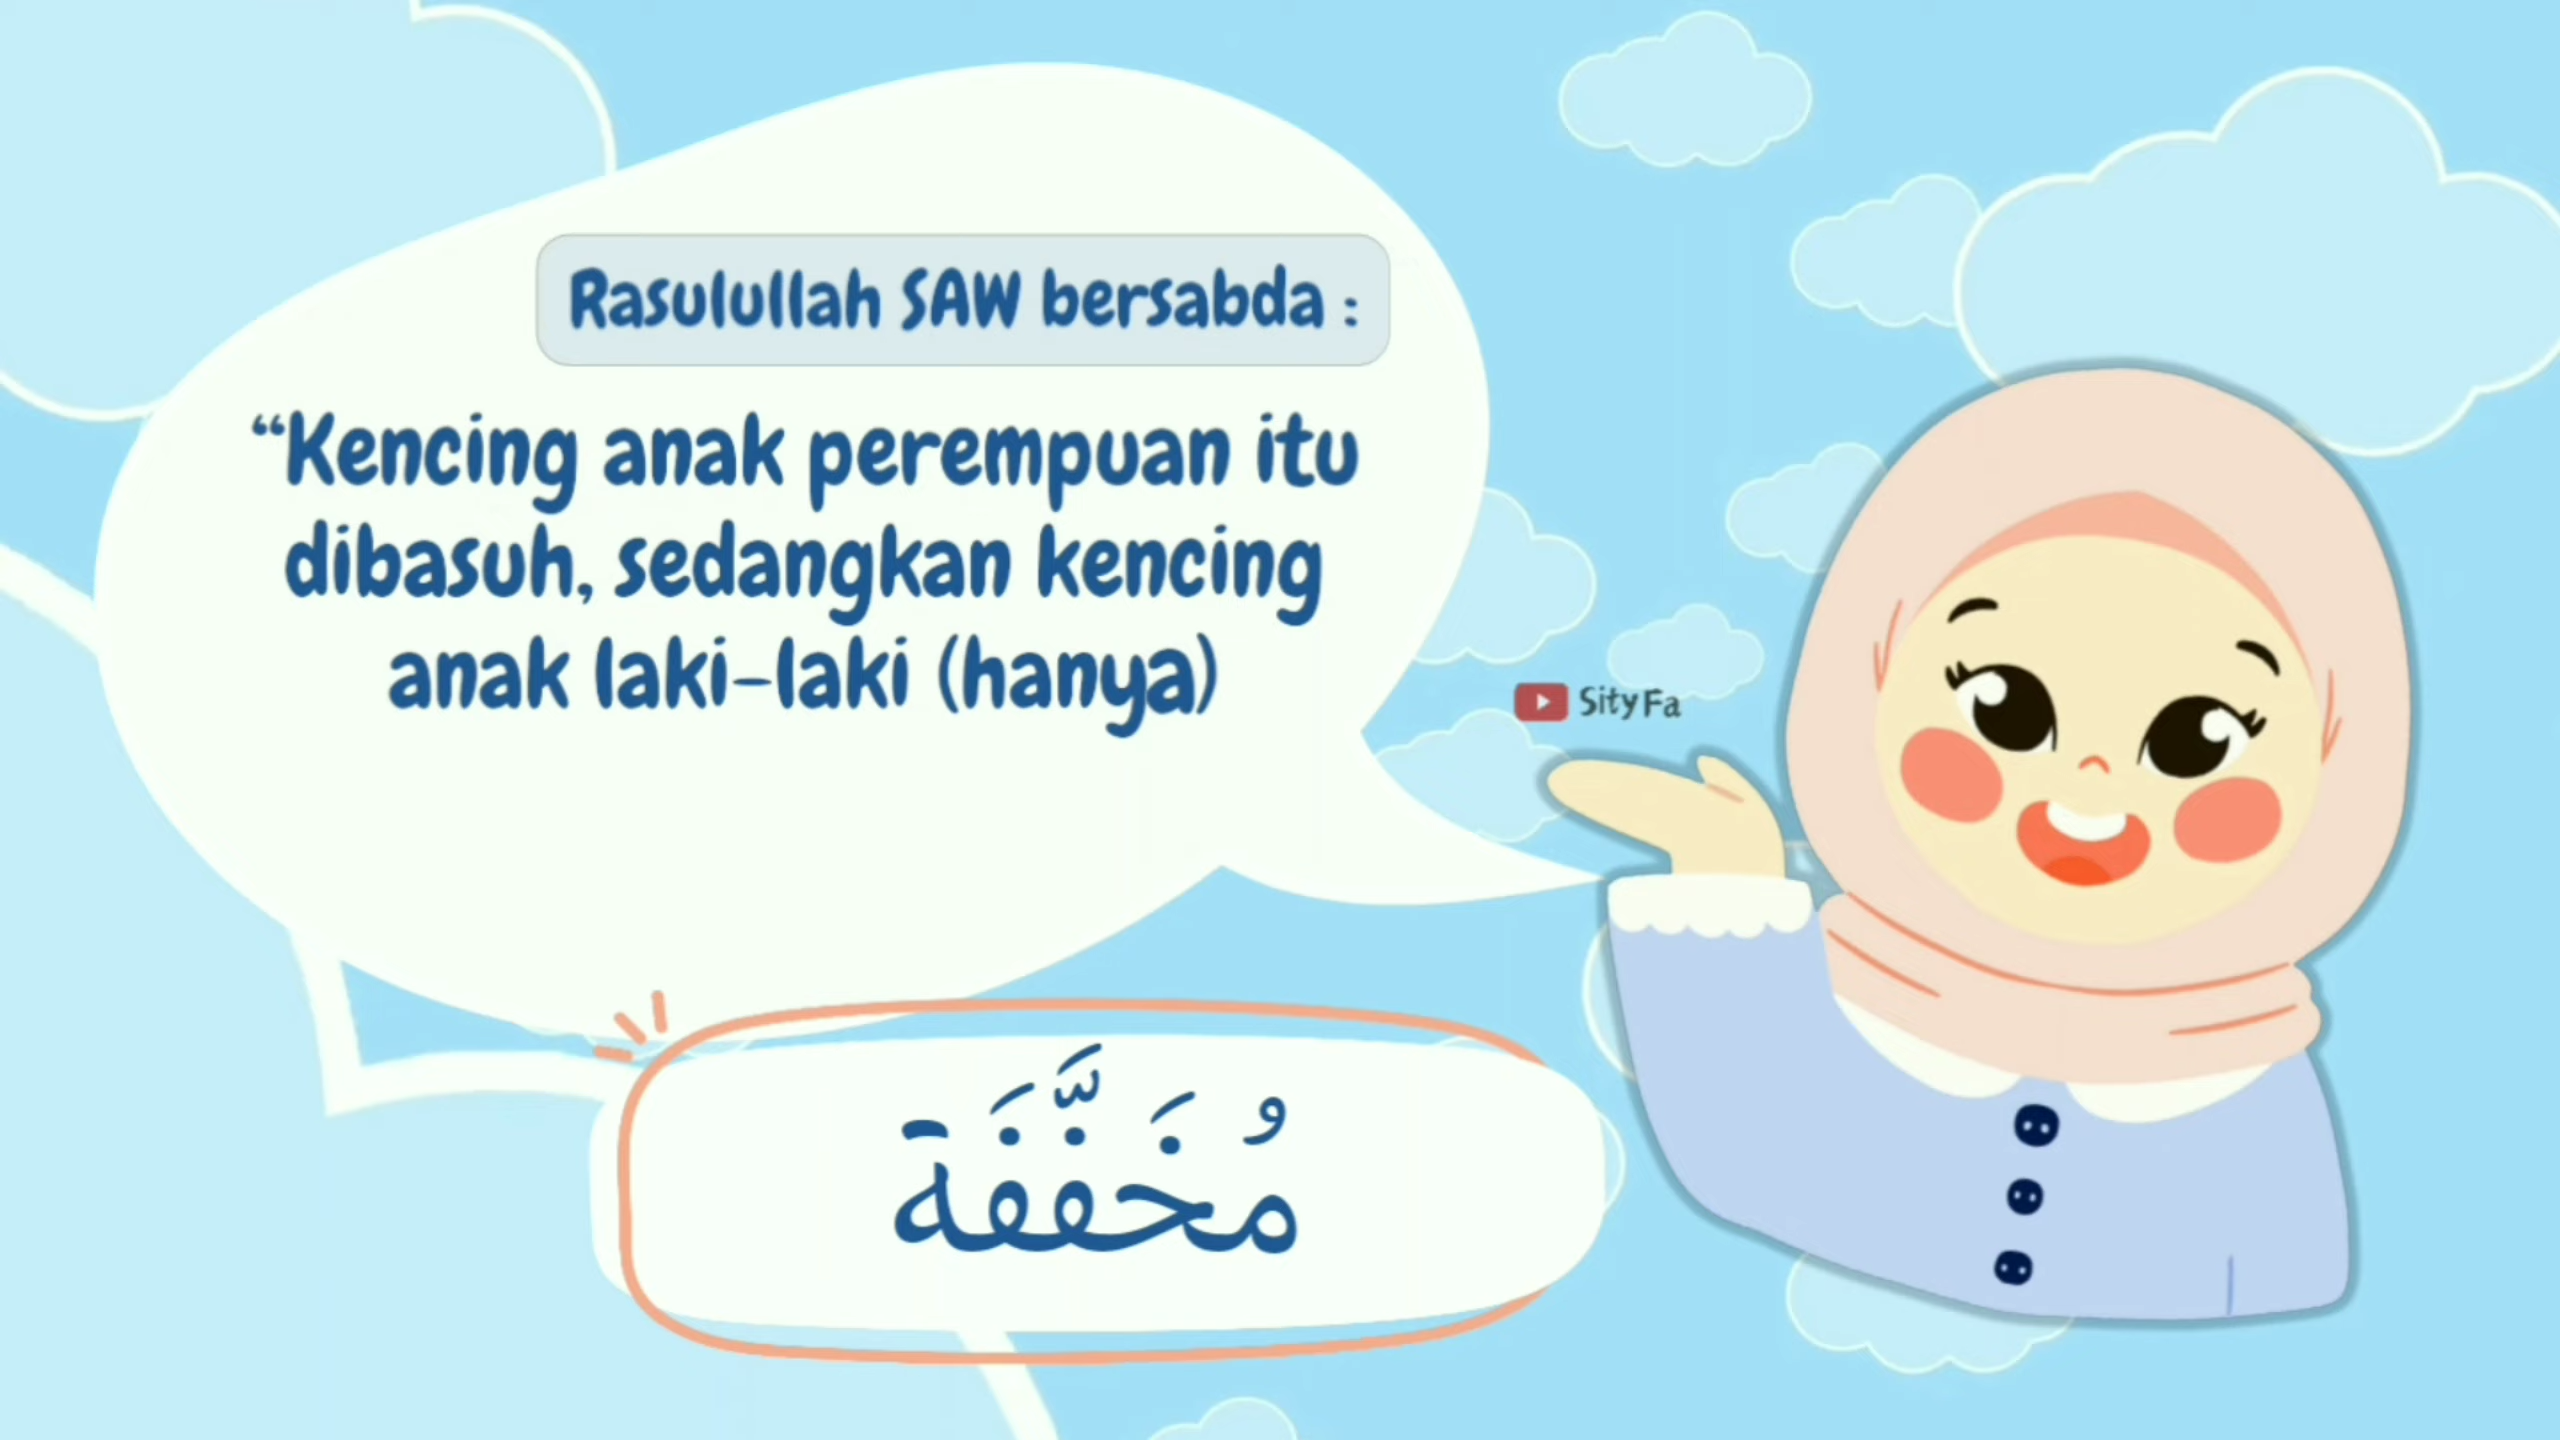 Rasulullah SAW bersabda :
“Kencing anak perempuan itu
dibasuh, sedangkan kencing
anak laki-laki (hanya)
SityFa
مُخَفَّفَة